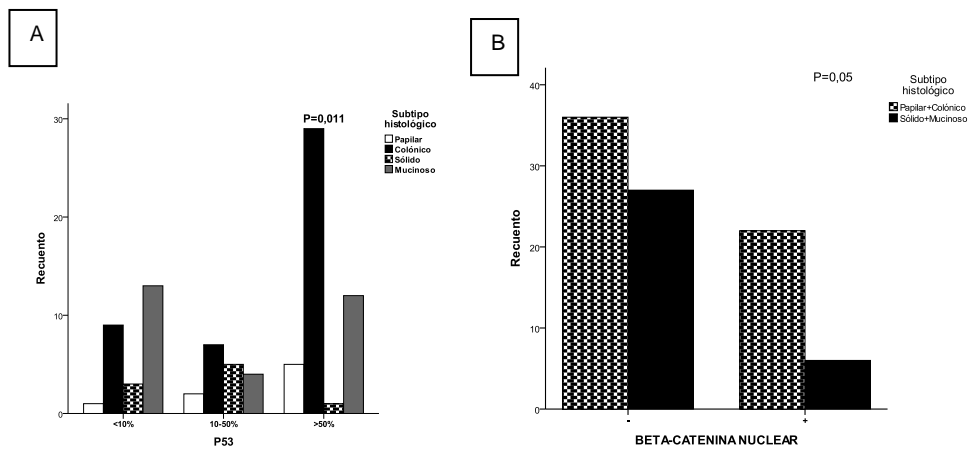 A
P=0,011
Subtipo
histológico
Papilar
Colónico
Sólido
Mucinoso
30
20
10
0
Recuento
<10%
10-50%
>50%
P53
B
P=0,05
Subtipo
histológico
Papilar+Colónico
Sólido+Mucinoso
40
30
20
10
0
Recuento
-
+
BETA-CATENINA NUCLEAR